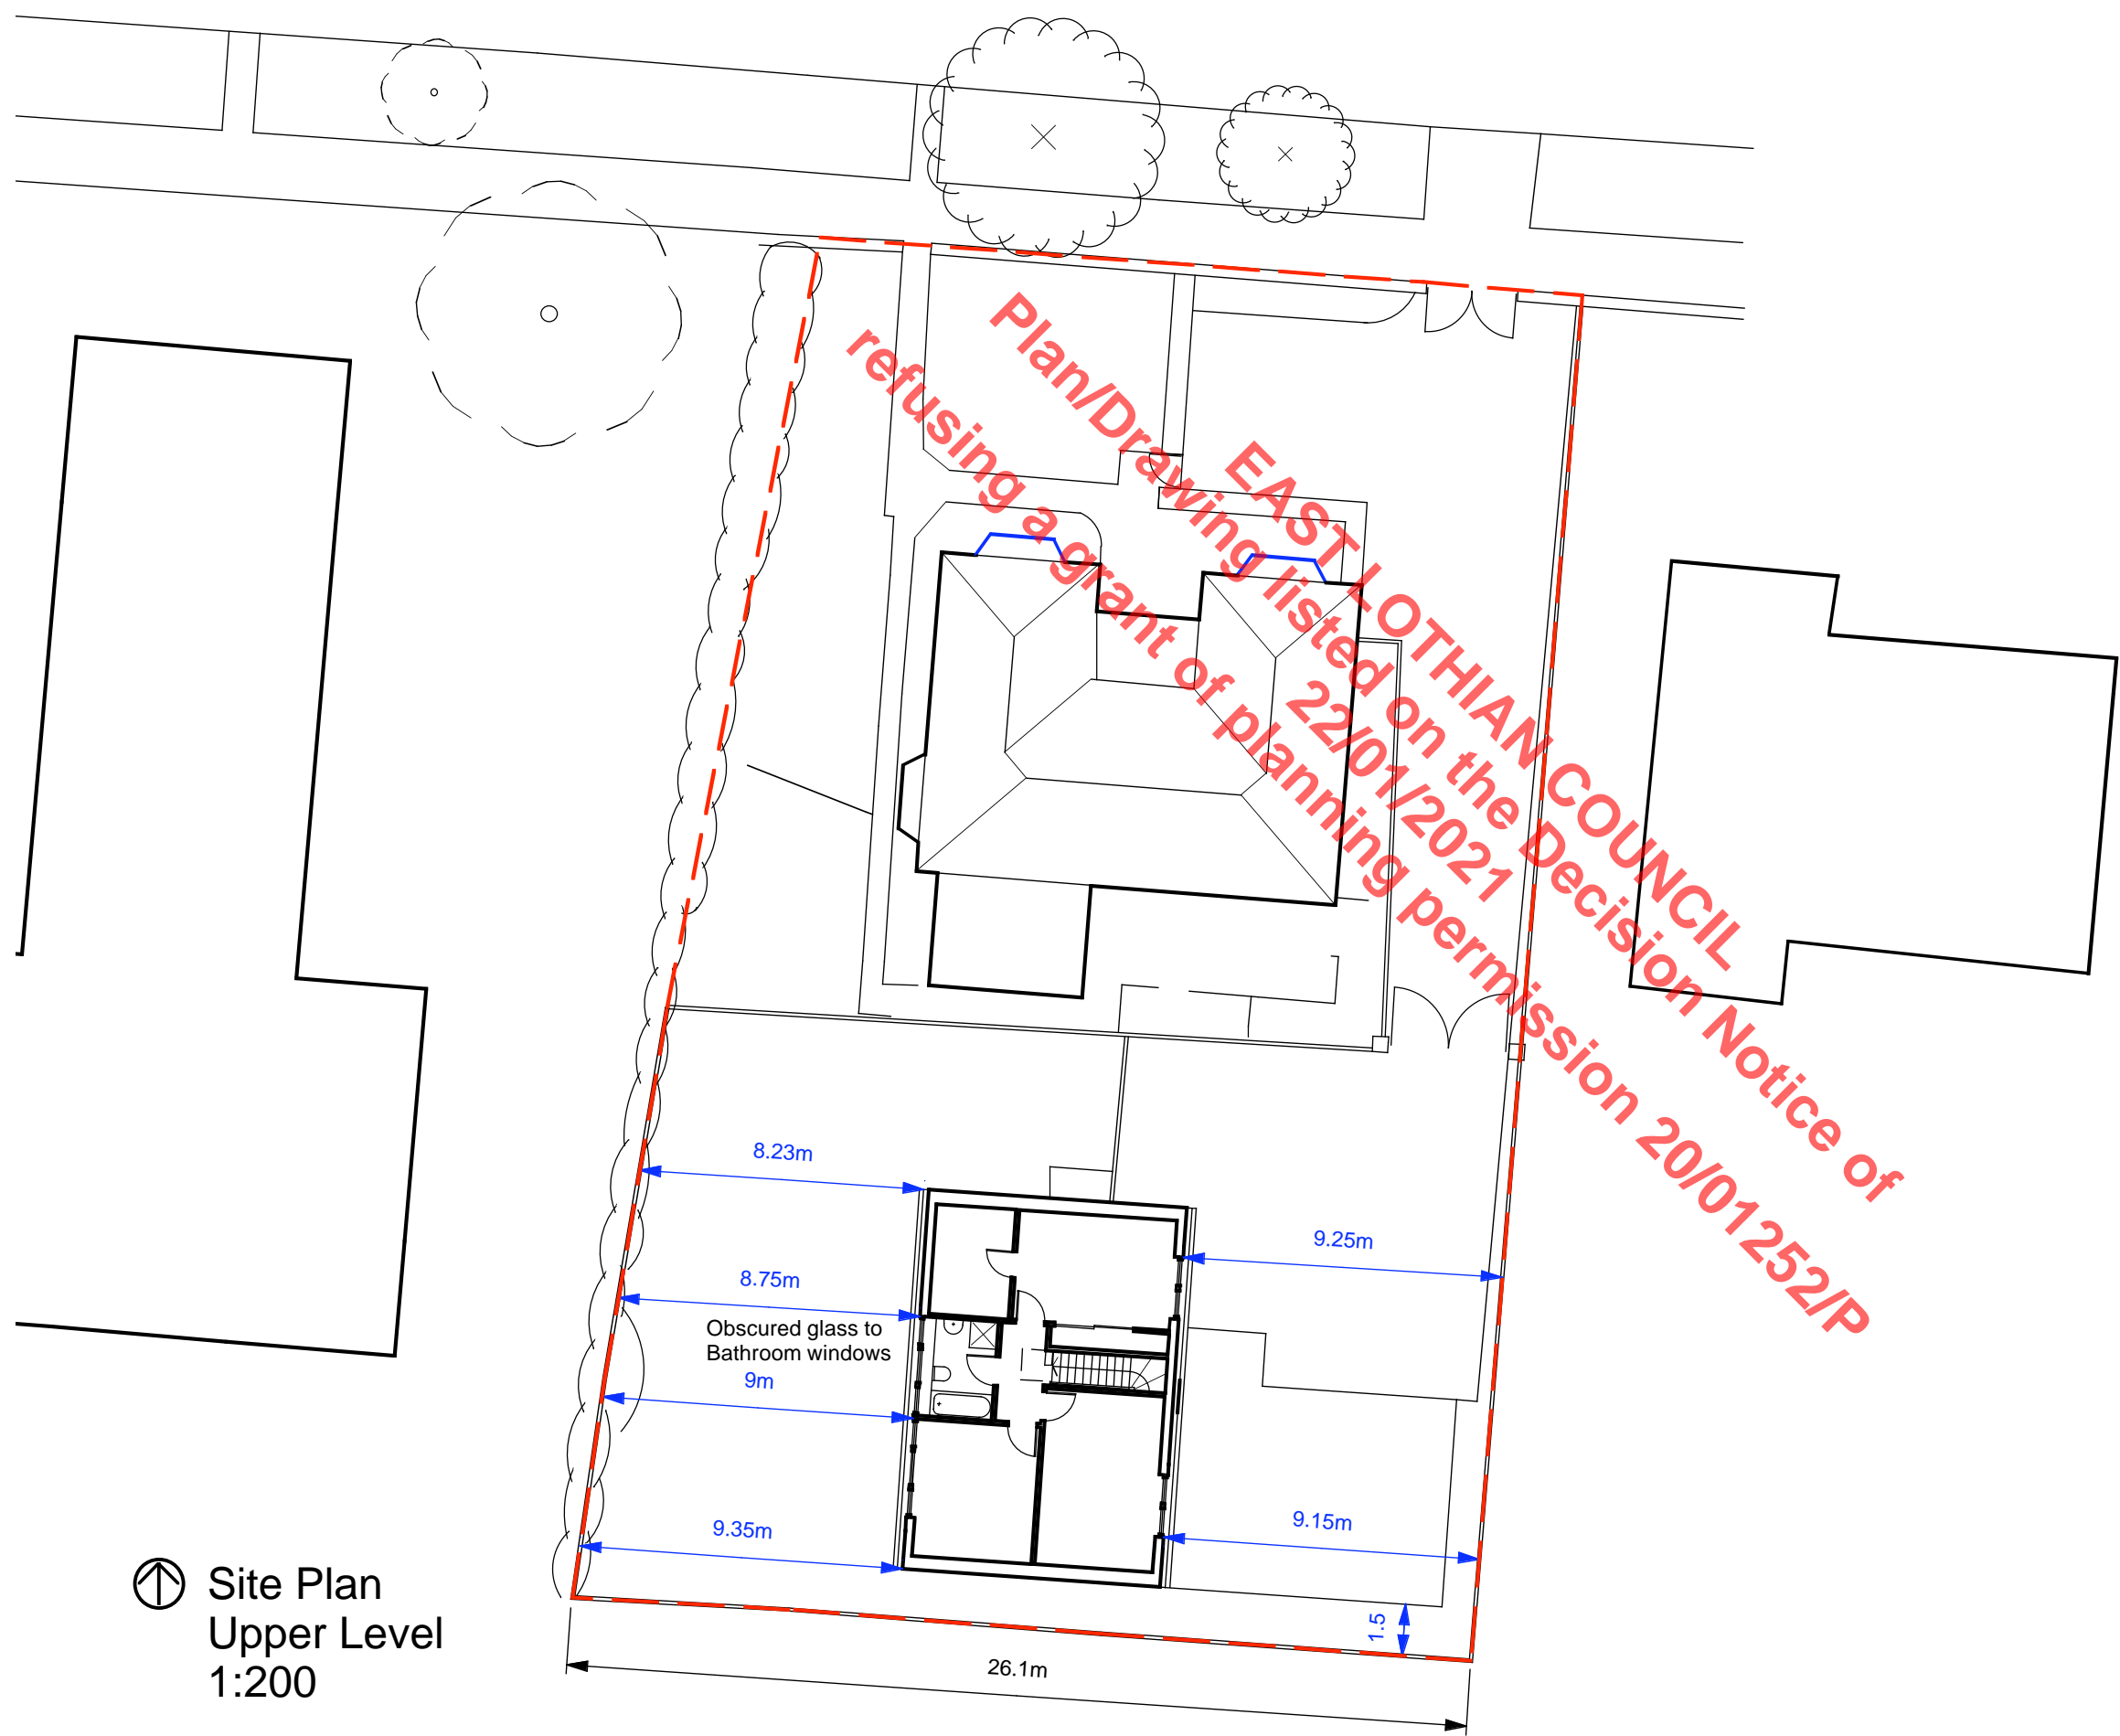 EAST LOTHIAN COUNCIL
Plan/Drawing listed on the Decision Notice of
refusing a grant of planning permission 20/01252/P
22/01/2021
8.23m
9.25m
8.75m
Obscured glass to
Bathroom windows
9m
9.35m
9.15m
1.5
26.1m
Site Plan
Upper Level
1:200